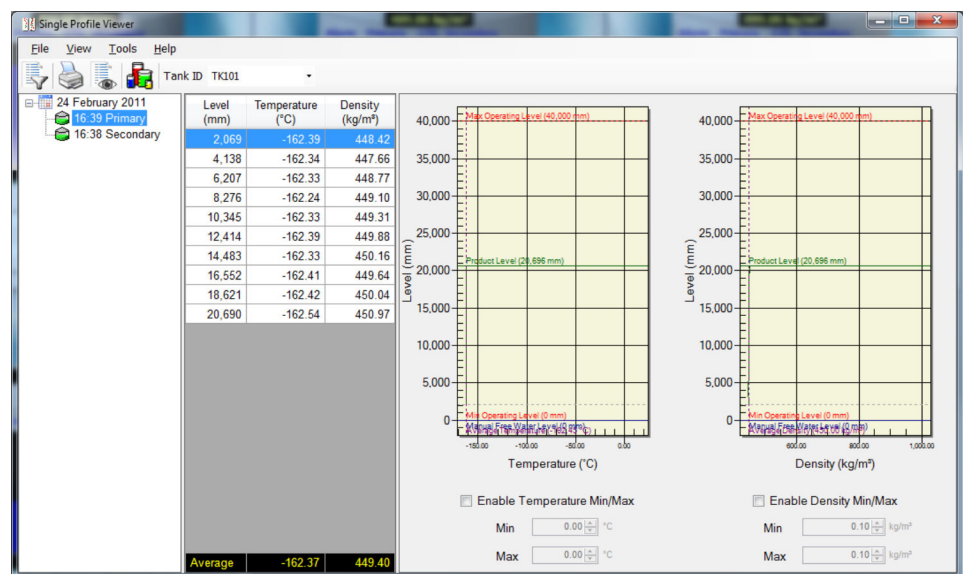 Single Profile Viewer
File View Tools Help
Tank ID TK101
24 February 2011
16:39 Primary
16:38 Secondary
Level (mm) Temperature (°C) Density (kg/m³)
2,069 -162.39 448.42
4,138 -162.34 447.66
6,207 -162.33 448.77
8,276 -162.24 449.10
10,345 -162.33 449.31
12,414 -162.39 449.88
14,483 -162.33 450.16
16,552 -162.41 449.64
18,621 -162.42 450.04
20,690 -162.54 450.97
Average -162.37 449.40
Level (mm)
40,000
35,000
30,000
25,000
20,000
15,000
10,000
5,000
0
Max Operating Level (40,000 mm)
Product Level (20,696 mm)
Min Operating Level (0 mm)
Manual Free Water Level (0 mm)
-150.00 -100.00 -50.00 0.00
Temperature (°C)
Enable Temperature Min/Max
Min 0.00 °C
Max 0.00 °C
Level (mm)
40,000
35,000
30,000
25,000
20,000
15,000
10,000
5,000
0
Max Operating Level (40,000 mm)
Product Level (20,696 mm)
Min Operating Level (0 mm)
Manual Free Water Level (0 mm)
600.00 800.00 1,000.00
Density (kg/m³)
Enable Density Min/Max
Min 0.10 kg/m³
Max 0.10 kg/m³